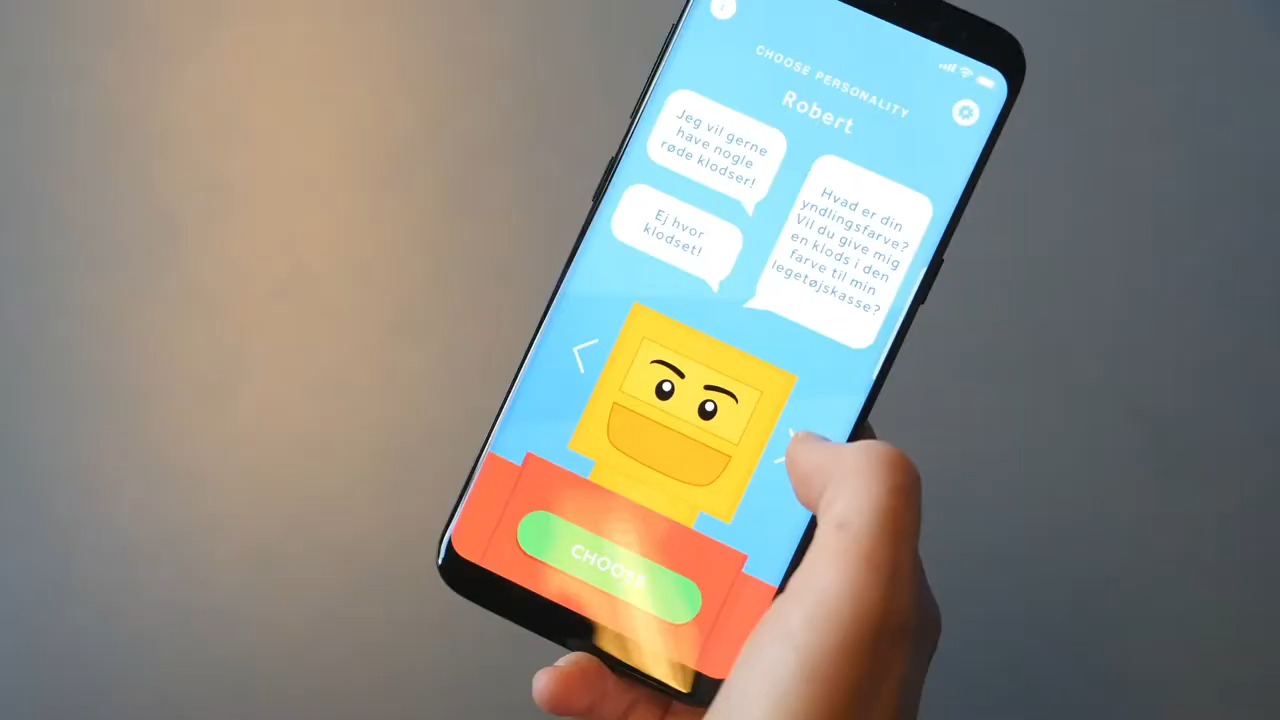 CHOOSE PERSONALITY
Robert
Jeg vil gerne
have nogle
røde klodser!
Ej hvor
klodset!
Hvad er din
yndlingsfarve?
Vil du give mig
en klods i den
farve til min
legetøjskasse?
CHOOSE